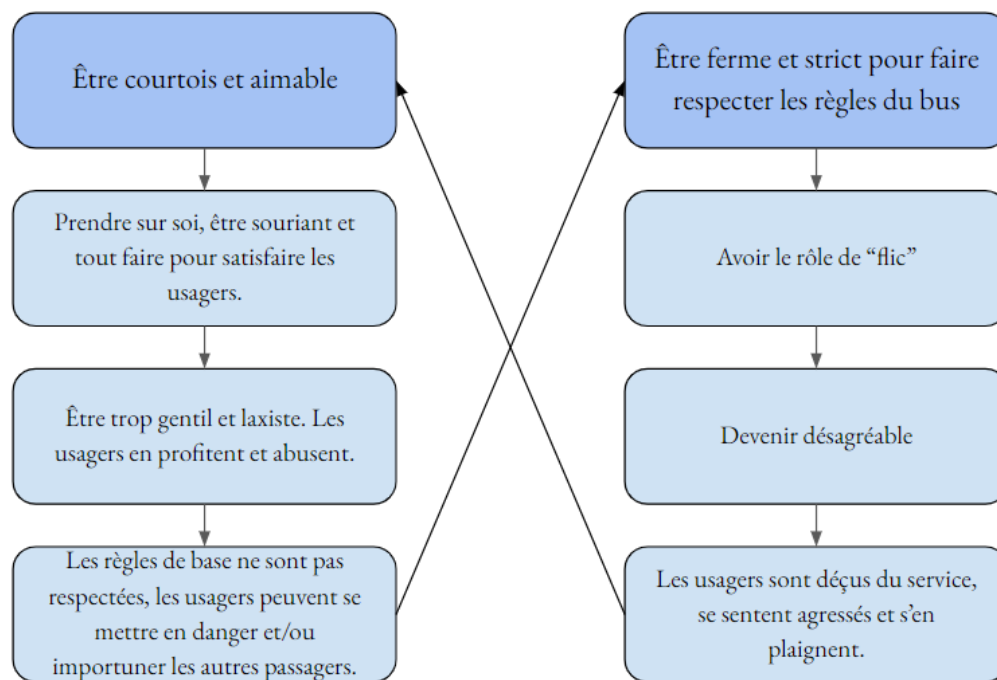 Être courtois et aimable
Prendre sur soi, être souriant et
tout faire pour satisfaire les
usagers.
Être trop gentil et laxiste. Les
usagers en profitent et abusent.
Les règles de base ne sont pas
respectées, les usagers peuvent se
mettre en danger et/ou
importuner les autres passagers.
Être ferme et strict pour faire
respecter les règles du bus
Avoir le rôle de “flic”
Devenir désagréable
Les usagers sont déçus du service,
se sentent agressés et s’en
plaignent.